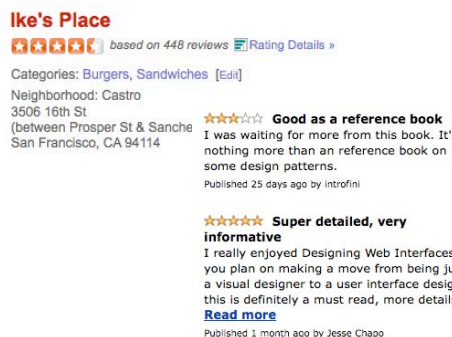 Ike's Place
based on 448 reviews Rating Details »
Categories: Burgers, Sandwiches [Edit]
Neighborhood: Castro
3506 16th St
(between Prosper St & Sanche
San Francisco, CA 94114
Good as a reference book
I was waiting for more from this book. It's
nothing more than an reference book on
some design patterns.
Published 25 days ago by introfini
Super detailed, very
informative
I really enjoyed Designing Web Interfaces
you plan on making a move from being ju
a visual designer to a user interface desig
this is definitely a must read, more detail
Read more
Published 1 month ago by Jesse Chapo